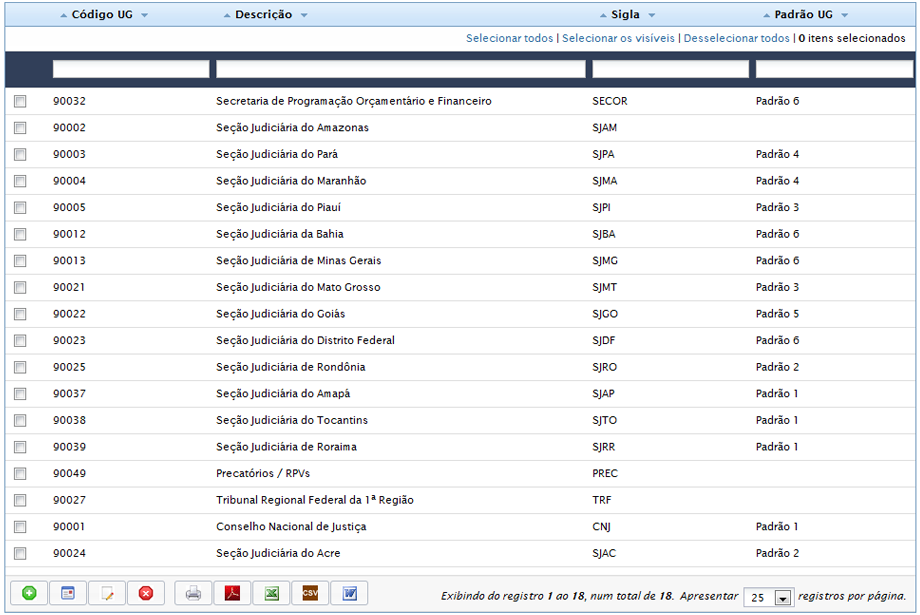 Código UG Descrição Sigla Padrão UG
Selecionar todos | Selecionar os visíveis | Desselecionar todos | 0 itens selecionados
90032 Secretaria de Programação Orçamentário e Financeiro SECOR Padrão 6
90002 Seção Judiciária do Amazonas SJAM
90003 Seção Judiciária do Pará SJPA Padrão 4
90004 Seção Judiciária do Maranhão SJMA Padrão 4
90005 Seção Judiciária do Piauí SJPI Padrão 3
90012 Seção Judiciária da Bahia SJBA Padrão 6
90013 Seção Judiciária de Minas Gerais SJMG Padrão 6
90021 Seção Judiciária do Mato Grosso SJMT Padrão 3
90022 Seção Judiciária do Goiás SJGO Padrão 5
90023 Seção Judiciária do Distrito Federal SJDF Padrão 6
90025 Seção Judiciária de Rondônia SJRO Padrão 2
90037 Seção Judiciária do Amapá SJAP Padrão 1
90038 Seção Judiciária do Tocantins SJTO Padrão 1
90039 Seção Judiciária de Roraima SJRR Padrão 1
90049 Precatórios / RPVs PREC
90027 Tribunal Regional Federal da 1ª Região TRF
90001 Conselho Nacional de Justiça CNJ Padrão 1
90024 Seção Judiciária do Acre SJAC Padrão 2
CSV Exibindo do registro 1 ao 18, num total de 18. Apresentar 25 registros por página.